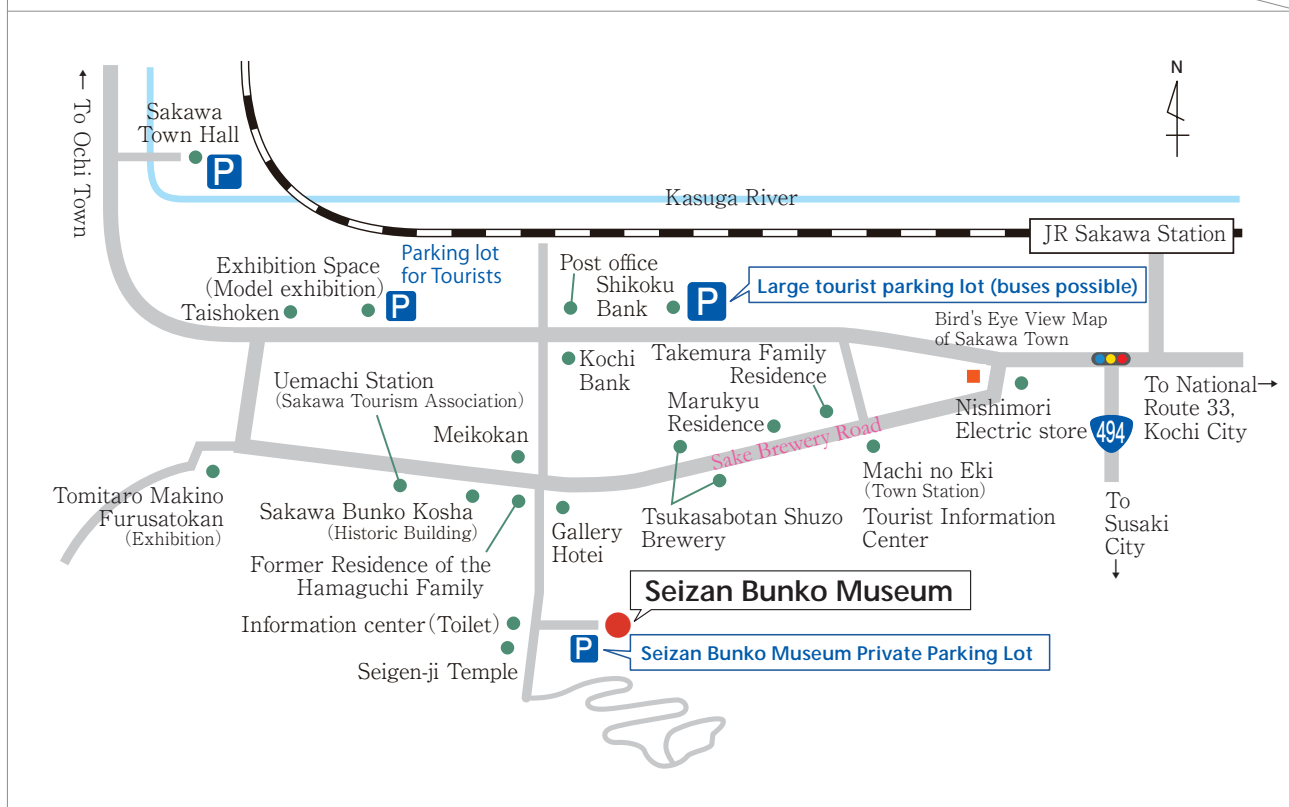 N
← To Ochi Town
Sakawa
Town Hall
P
Kasuga River
JR Sakawa Station
Parking lot
for Tourists
Exhibition Space
(Model exhibition)
Taishoken
P
Post office
Shikoku
Bank
P
Large tourist parking lot (buses possible)
Bird's Eye View Map
of Sakawa Town
Kochi
Bank
Takemura Family
Residence
Uemachi Station
(Sakawa Tourism Association)
Marukyu
Residence
Nishimori
Electric store
494
To National→
Route 33,
Kochi City
Meikokan
Sake Brewery Road
Machi no Eki
(Town Station)
Tourist Information
Center
To
Susaki
City
↓
Tomitaro Makino
Furusatokan
(Exhibition)
Sakawa Bunko Kosha
(Historic Building)
Gallery
Hotei
Tsukasabotan Shuzo
Brewery
Former Residence of the
Hamaguchi Family
Seizan Bunko Museum
Information center(Toilet)
P
Seizan Bunko Museum Private Parking Lot
Seigen-ji Temple